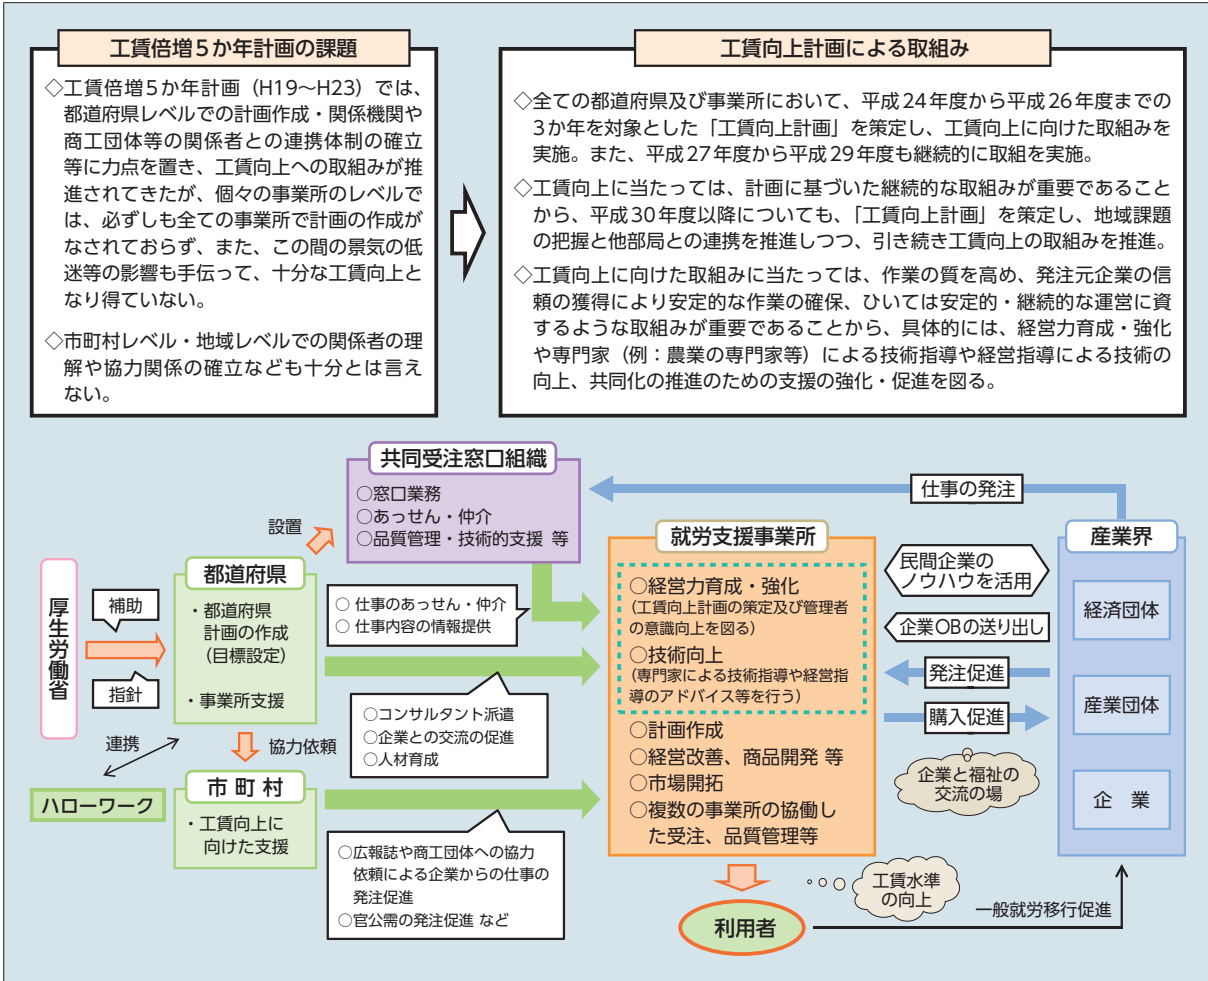 工賃倍増5か年計画の課題
◇工賃倍増5か年計画（H19～H23）では、
都道府県レベルでの計画作成・関係機関や
商工団体等の関係者との連携体制の確立
等に力点を置き、工賃向上への取組みが推
進されてきたが、個々の事業所のレベルで
は、必ずしも全ての事業所で計画の作成が
なされておらず、また、この間の景気の低
迷等の影響も手伝って、十分な工賃向上と
なり得ていない。
◇市町村レベル・地域レベルでの関係者の理
解や協力関係の確立なども十分とは言え
ない。
工賃向上計画による取組み
◇全ての都道府県及び事業所において、平成24年度から平成26年度までの
3か年を対象とした「工賃向上計画」を策定し、工賃向上に向けた取組みを
実施。また、平成27年度から平成29年度も継続的に取組を実施。
◇工賃向上に当たっては、計画に基づいた継続的な取組みが重要であること
から、平成30年度以降についても、「工賃向上計画」を策定し、地域課題
の把握と他部局との連携を推進しつつ、引き続き工賃向上の取組みを推進。
◇工賃向上に向けた取組みに当たっては、作業の質を高め、発注元企業の信
頼の獲得により安定的な作業の確保、ひいては安定的・継続的な運営に資
するような取組みが重要であることから、具体的には、経営力育成・強化
や専門家（例：農業の専門家等）による技術指導や経営指導による技術の
向上、共同化の推進のための支援の強化・促進を図る。
共同受注窓口組織
○窓口業務
○あっせん・仲介
○品質管理・技術的支援 等
設置
厚生労働省
補助
指針
都道府県
・都道府県
計画の作成
（目標設定）
・事業所支援
連携
協力依頼
ハローワーク
市町村
・工賃向上に
向けた支援
○ 仕事のあっせん・仲介
○ 仕事内容の情報提供
○コンサルタント派遣
○企業との交流の促進
○人材育成
○広報誌や商工団体への協力
依頼による企業からの仕事の
発注促進
○官公需の発注促進 など
就労支援事業所
○経営力育成・強化
（工賃向上計画の策定及び管理者
の意識向上を図る）
○技術向上
（専門家による技術指導や経営指
導のアドバイス等を行う）
○計画作成
○経営改善、商品開発 等
○市場開拓
○複数の事業所の協働し
た受注、品質管理等
利用者
工賃水準
の向上
一般就労移行促進
仕事の発注
民間企業の
ノウハウを活用
企業OBの送り出し
発注促進
購入促進
企業と福祉の
交流の場
産業界
経済団体
産業団体
企 業